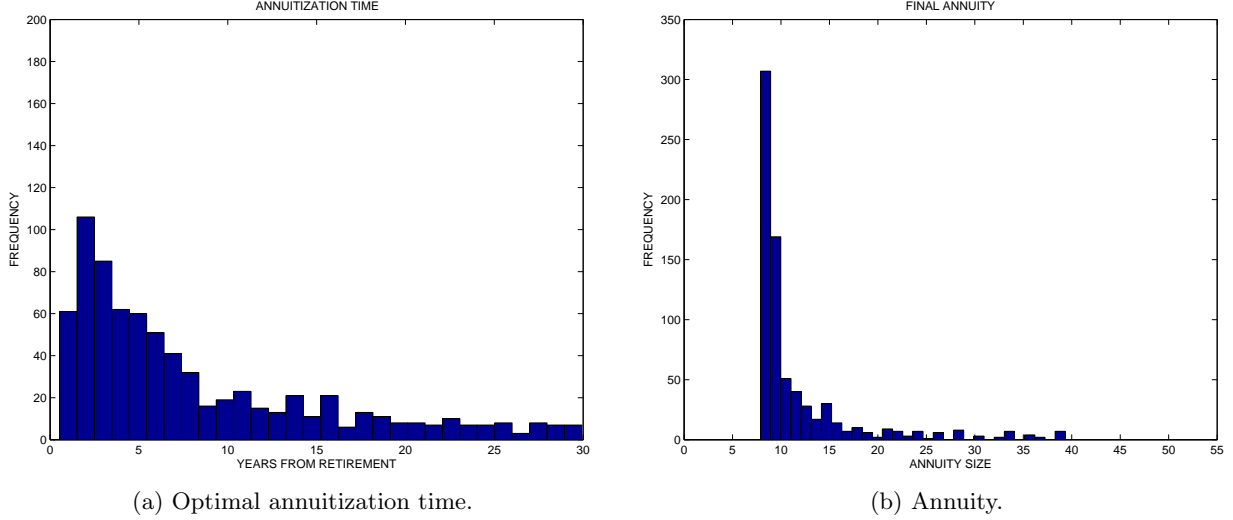 ANNUITIZATION TIME
200
180
160
140
120
100
80
60
40
20
0
FREQUENCY
0 5 10 15 20 25 30
YEARS FROM RETIREMENT
(a) Optimal annuitization time.
FINAL ANNUITY
350
300
250
200
150
100
50
0
FREQUENCY
0 5 10 15 20 25 30 35 40 45 50 55
ANNUITY SIZE
(b) Annuity.